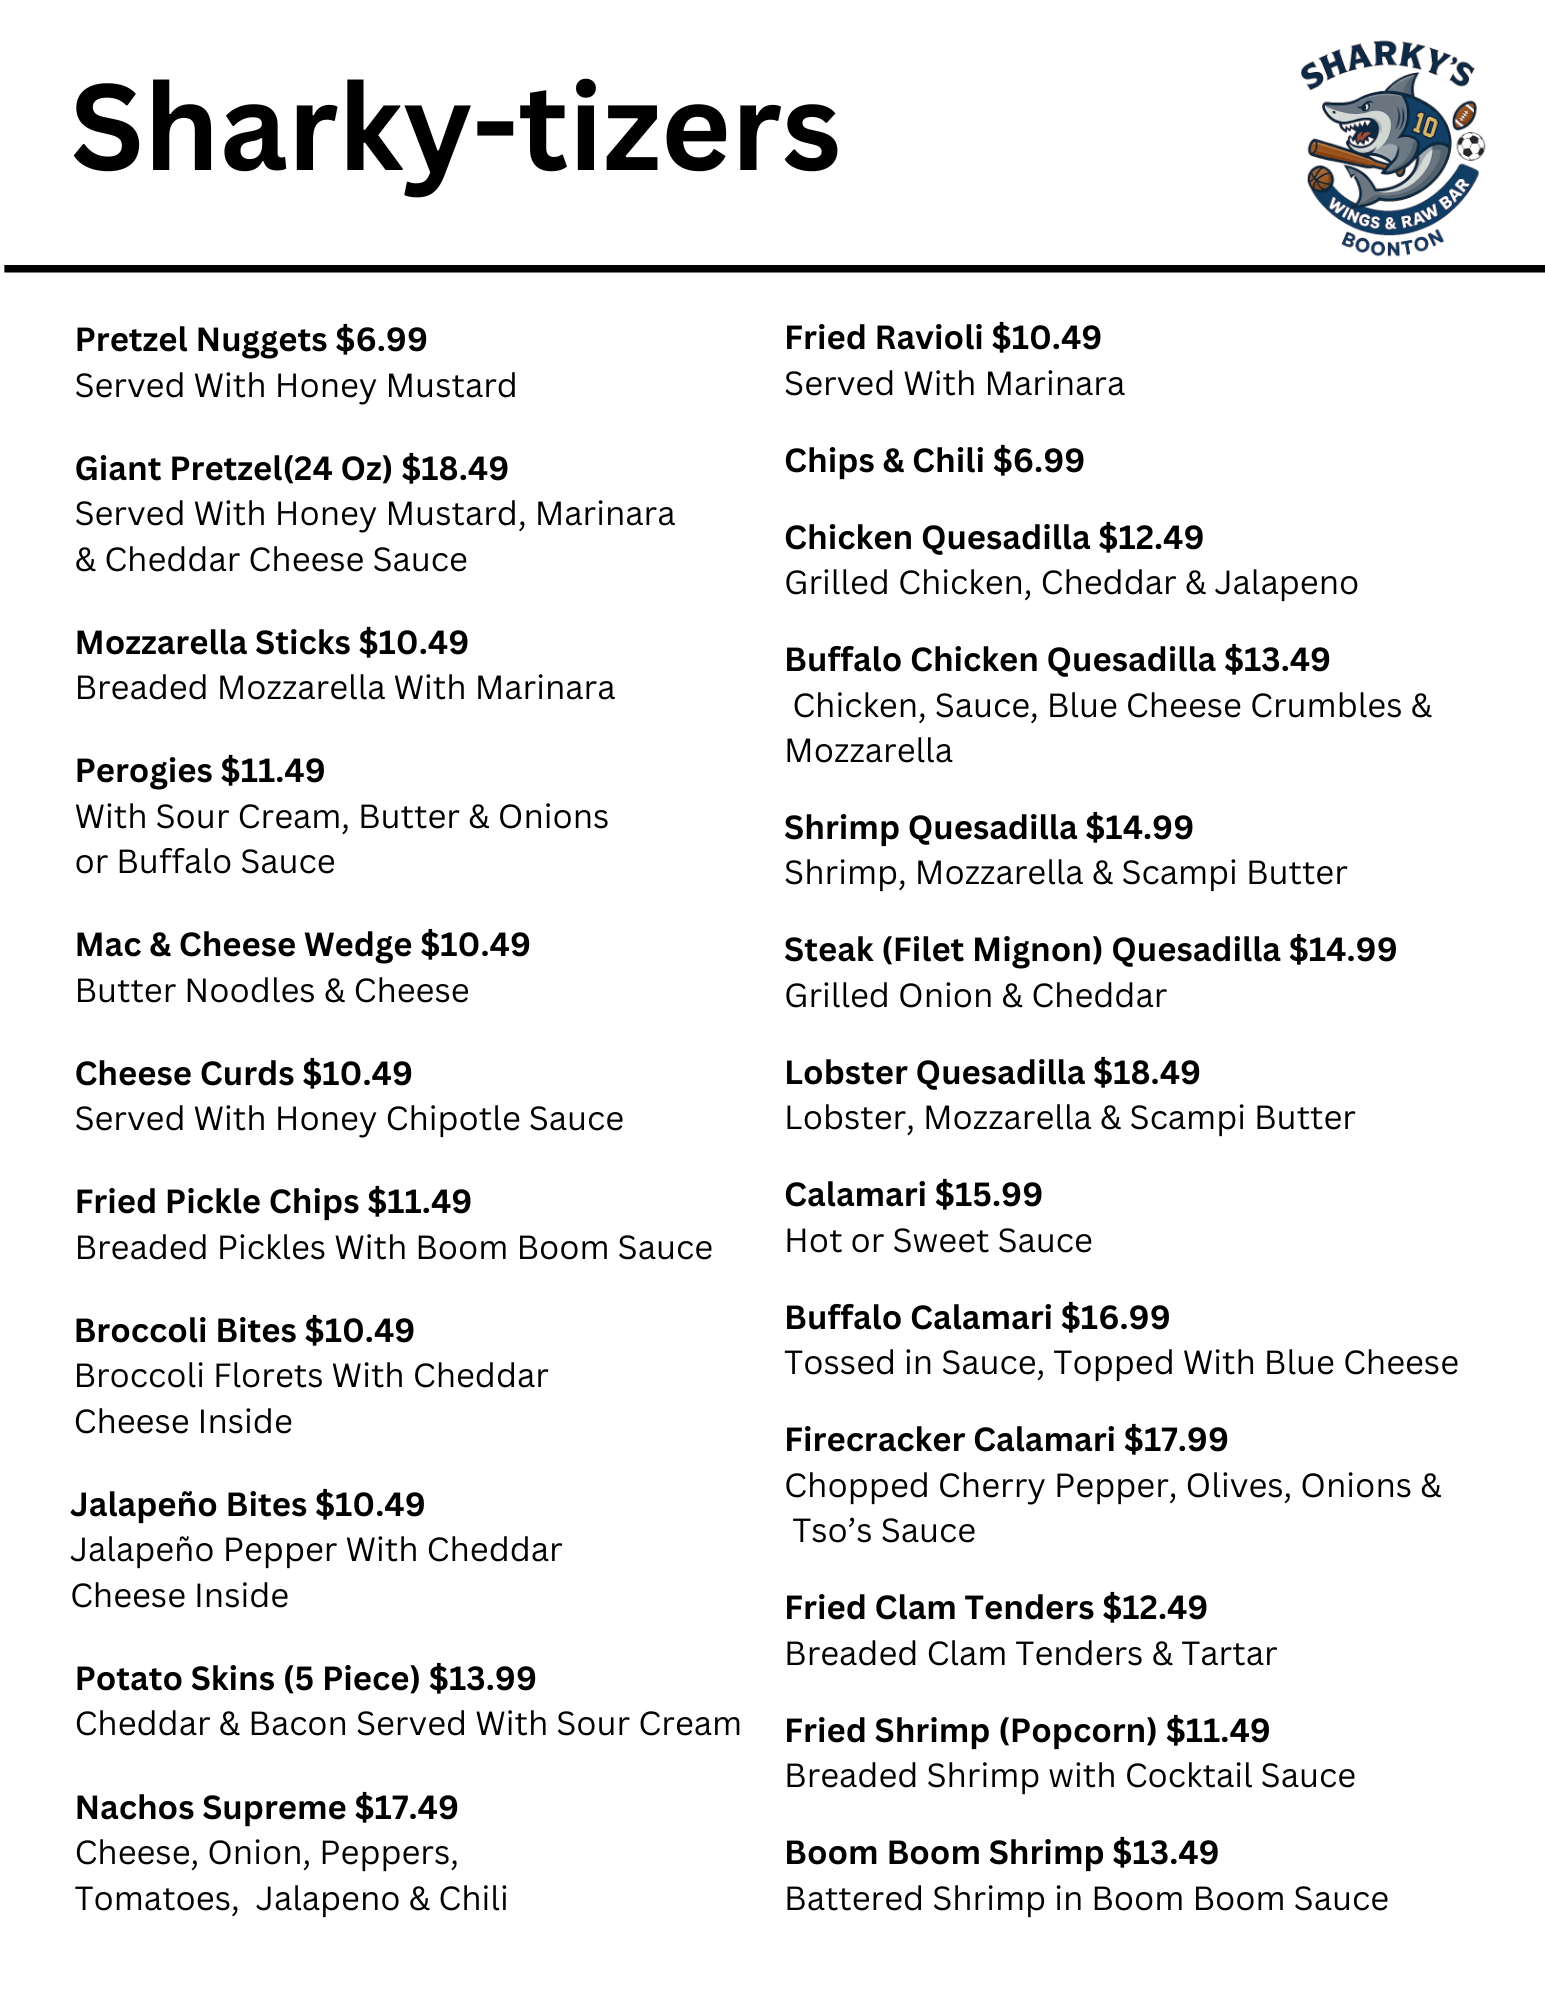 Sharky-tizers
SHARKY'S
10
WINGS & RAW BAR
BOONTON
Pretzel Nuggets $6.99
Served With Honey Mustard
Giant Pretzel(24 Oz) $18.49
Served With Honey Mustard, Marinara
& Cheddar Cheese Sauce
Mozzarella Sticks $10.49
Breaded Mozzarella With Marinara
Perogies $11.49
With Sour Cream, Butter & Onions
or Buffalo Sauce
Mac & Cheese Wedge $10.49
Butter Noodles & Cheese
Cheese Curds $10.49
Served With Honey Chipotle Sauce
Fried Pickle Chips $11.49
Breaded Pickles With Boom Boom Sauce
Broccoli Bites $10.49
Broccoli Florets With Cheddar
Cheese Inside
Jalapeño Bites $10.49
Jalapeño Pepper With Cheddar
Cheese Inside
Potato Skins (5 Piece) $13.99
Cheddar & Bacon Served With Sour Cream
Nachos Supreme $17.49
Cheese, Onion, Peppers,
Tomatoes, Jalapeno & Chili
Fried Ravioli $10.49
Served With Marinara
Chips & Chili $6.99
Chicken Quesadilla $12.49
Grilled Chicken, Cheddar & Jalapeno
Buffalo Chicken Quesadilla $13.49
Chicken, Sauce, Blue Cheese Crumbles &
Mozzarella
Shrimp Quesadilla $14.99
Shrimp, Mozzarella & Scampi Butter
Steak (Filet Mignon) Quesadilla $14.99
Grilled Onion & Cheddar
Lobster Quesadilla $18.49
Lobster, Mozzarella & Scampi Butter
Calamari $15.99
Hot or Sweet Sauce
Buffalo Calamari $16.99
Tossed in Sauce, Topped With Blue Cheese
Firecracker Calamari $17.99
Chopped Cherry Pepper, Olives, Onions &
Tso’s Sauce
Fried Clam Tenders $12.49
Breaded Clam Tenders & Tartar
Fried Shrimp (Popcorn) $11.49
Breaded Shrimp with Cocktail Sauce
Boom Boom Shrimp $13.49
Battered Shrimp in Boom Boom Sauce